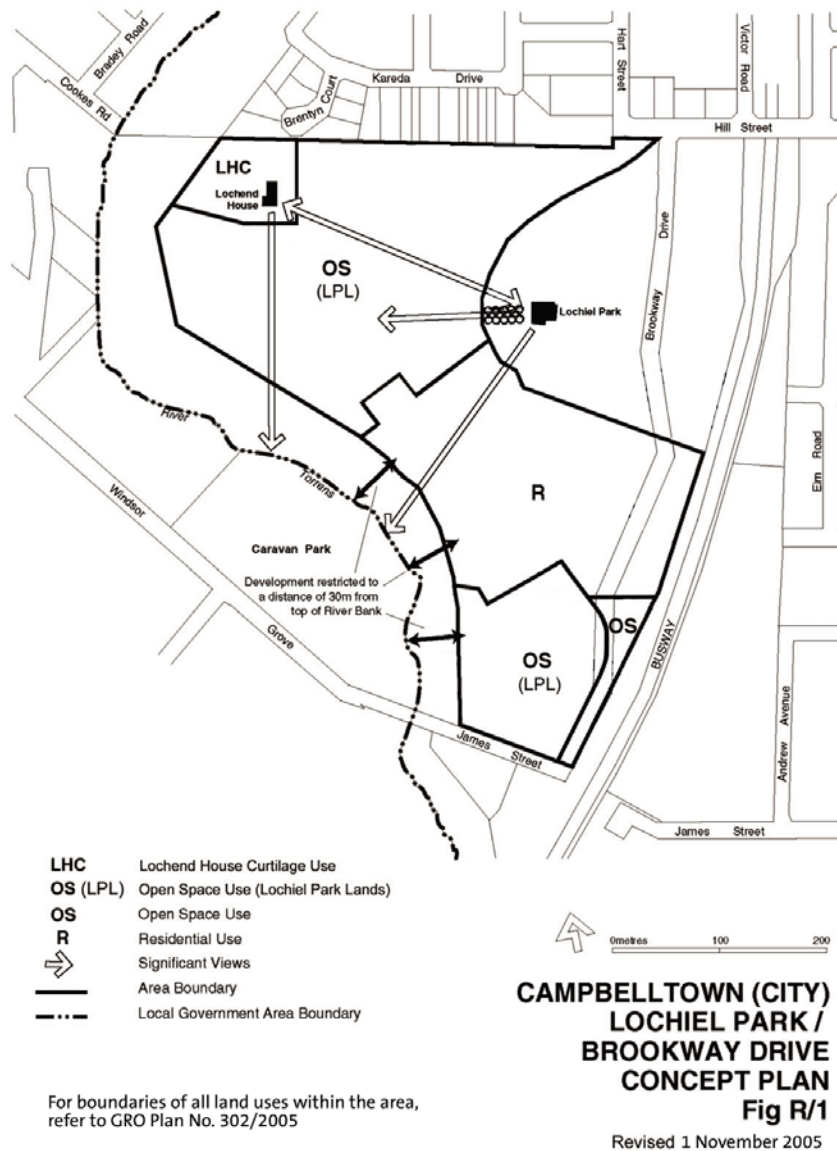 Bradey Road
Cookes Rd
Brentyn Court
Kareda Drive
Hart Street
Victor Road
Hill Street
LHC
Lochend
House
OS
(LPL)
Lochiel Park
Brookway Drive
River
Torrens
Windsor
Grove
R
Elm Road
Caravan Park
Development restricted to
a distance of 30m from
top of River Bank
OS
OS
(LPL)
BUSWAY
James Street
Andrew Avenue
James Street
LHC Lochend House Curtilage Use
OS (LPL) Open Space Use (Lochiel Park Lands)
OS Open Space Use
R Residential Use
Significant Views
Area Boundary
Local Government Area Boundary
0metres 100 200
CAMPBELLTOWN (CITY)
LOCHIEL PARK /
BROOKWAY DRIVE
CONCEPT PLAN
Fig R/1
Revised 1 November 2005
For boundaries of all land uses within the area,
refer to GRO Plan No. 302/2005